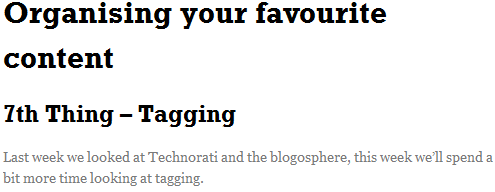 Organising your favourite
content
7th Thing – Tagging
Last week we looked at Technorati and the blogosphere, this week we'll spend a
bit more time looking at tagging.